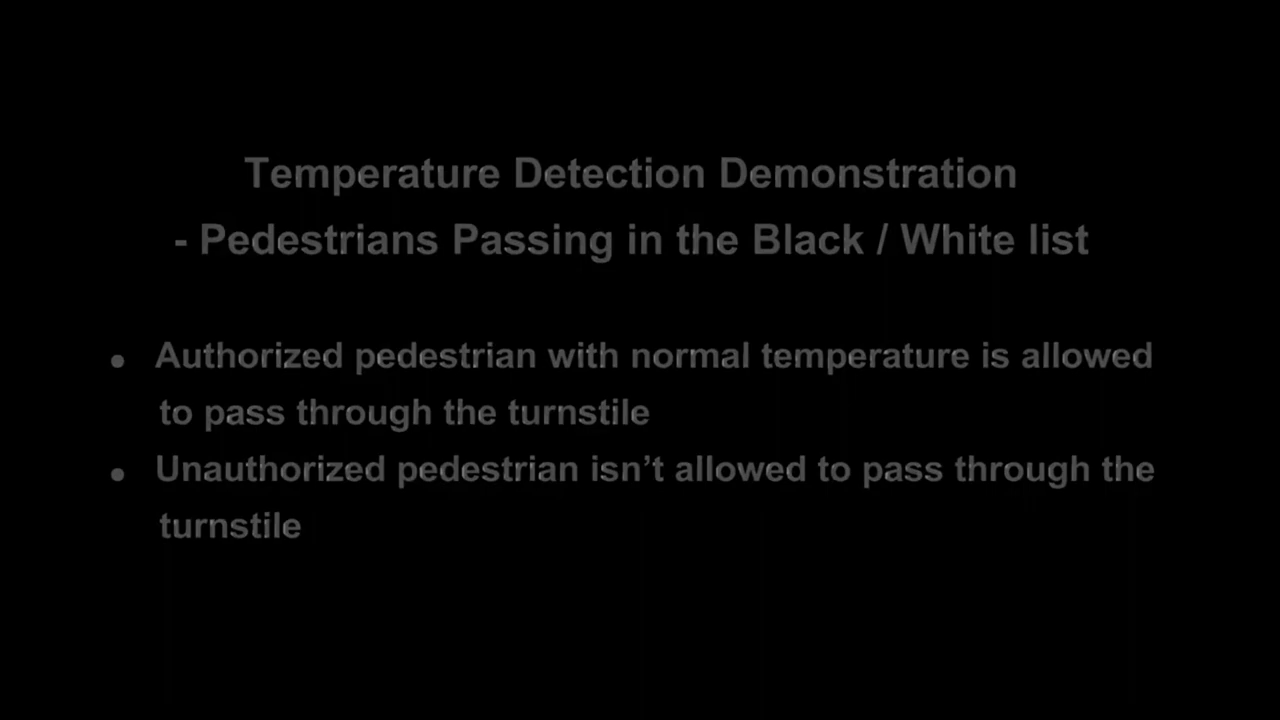 Temperature Detection Demonstration
- Pedestrians Passing in the Black / White list
• Authorized pedestrian with normal temperature is allowed
to pass through the turnstile
• Unauthorized pedestrian isn’t allowed to pass through the
turnstile